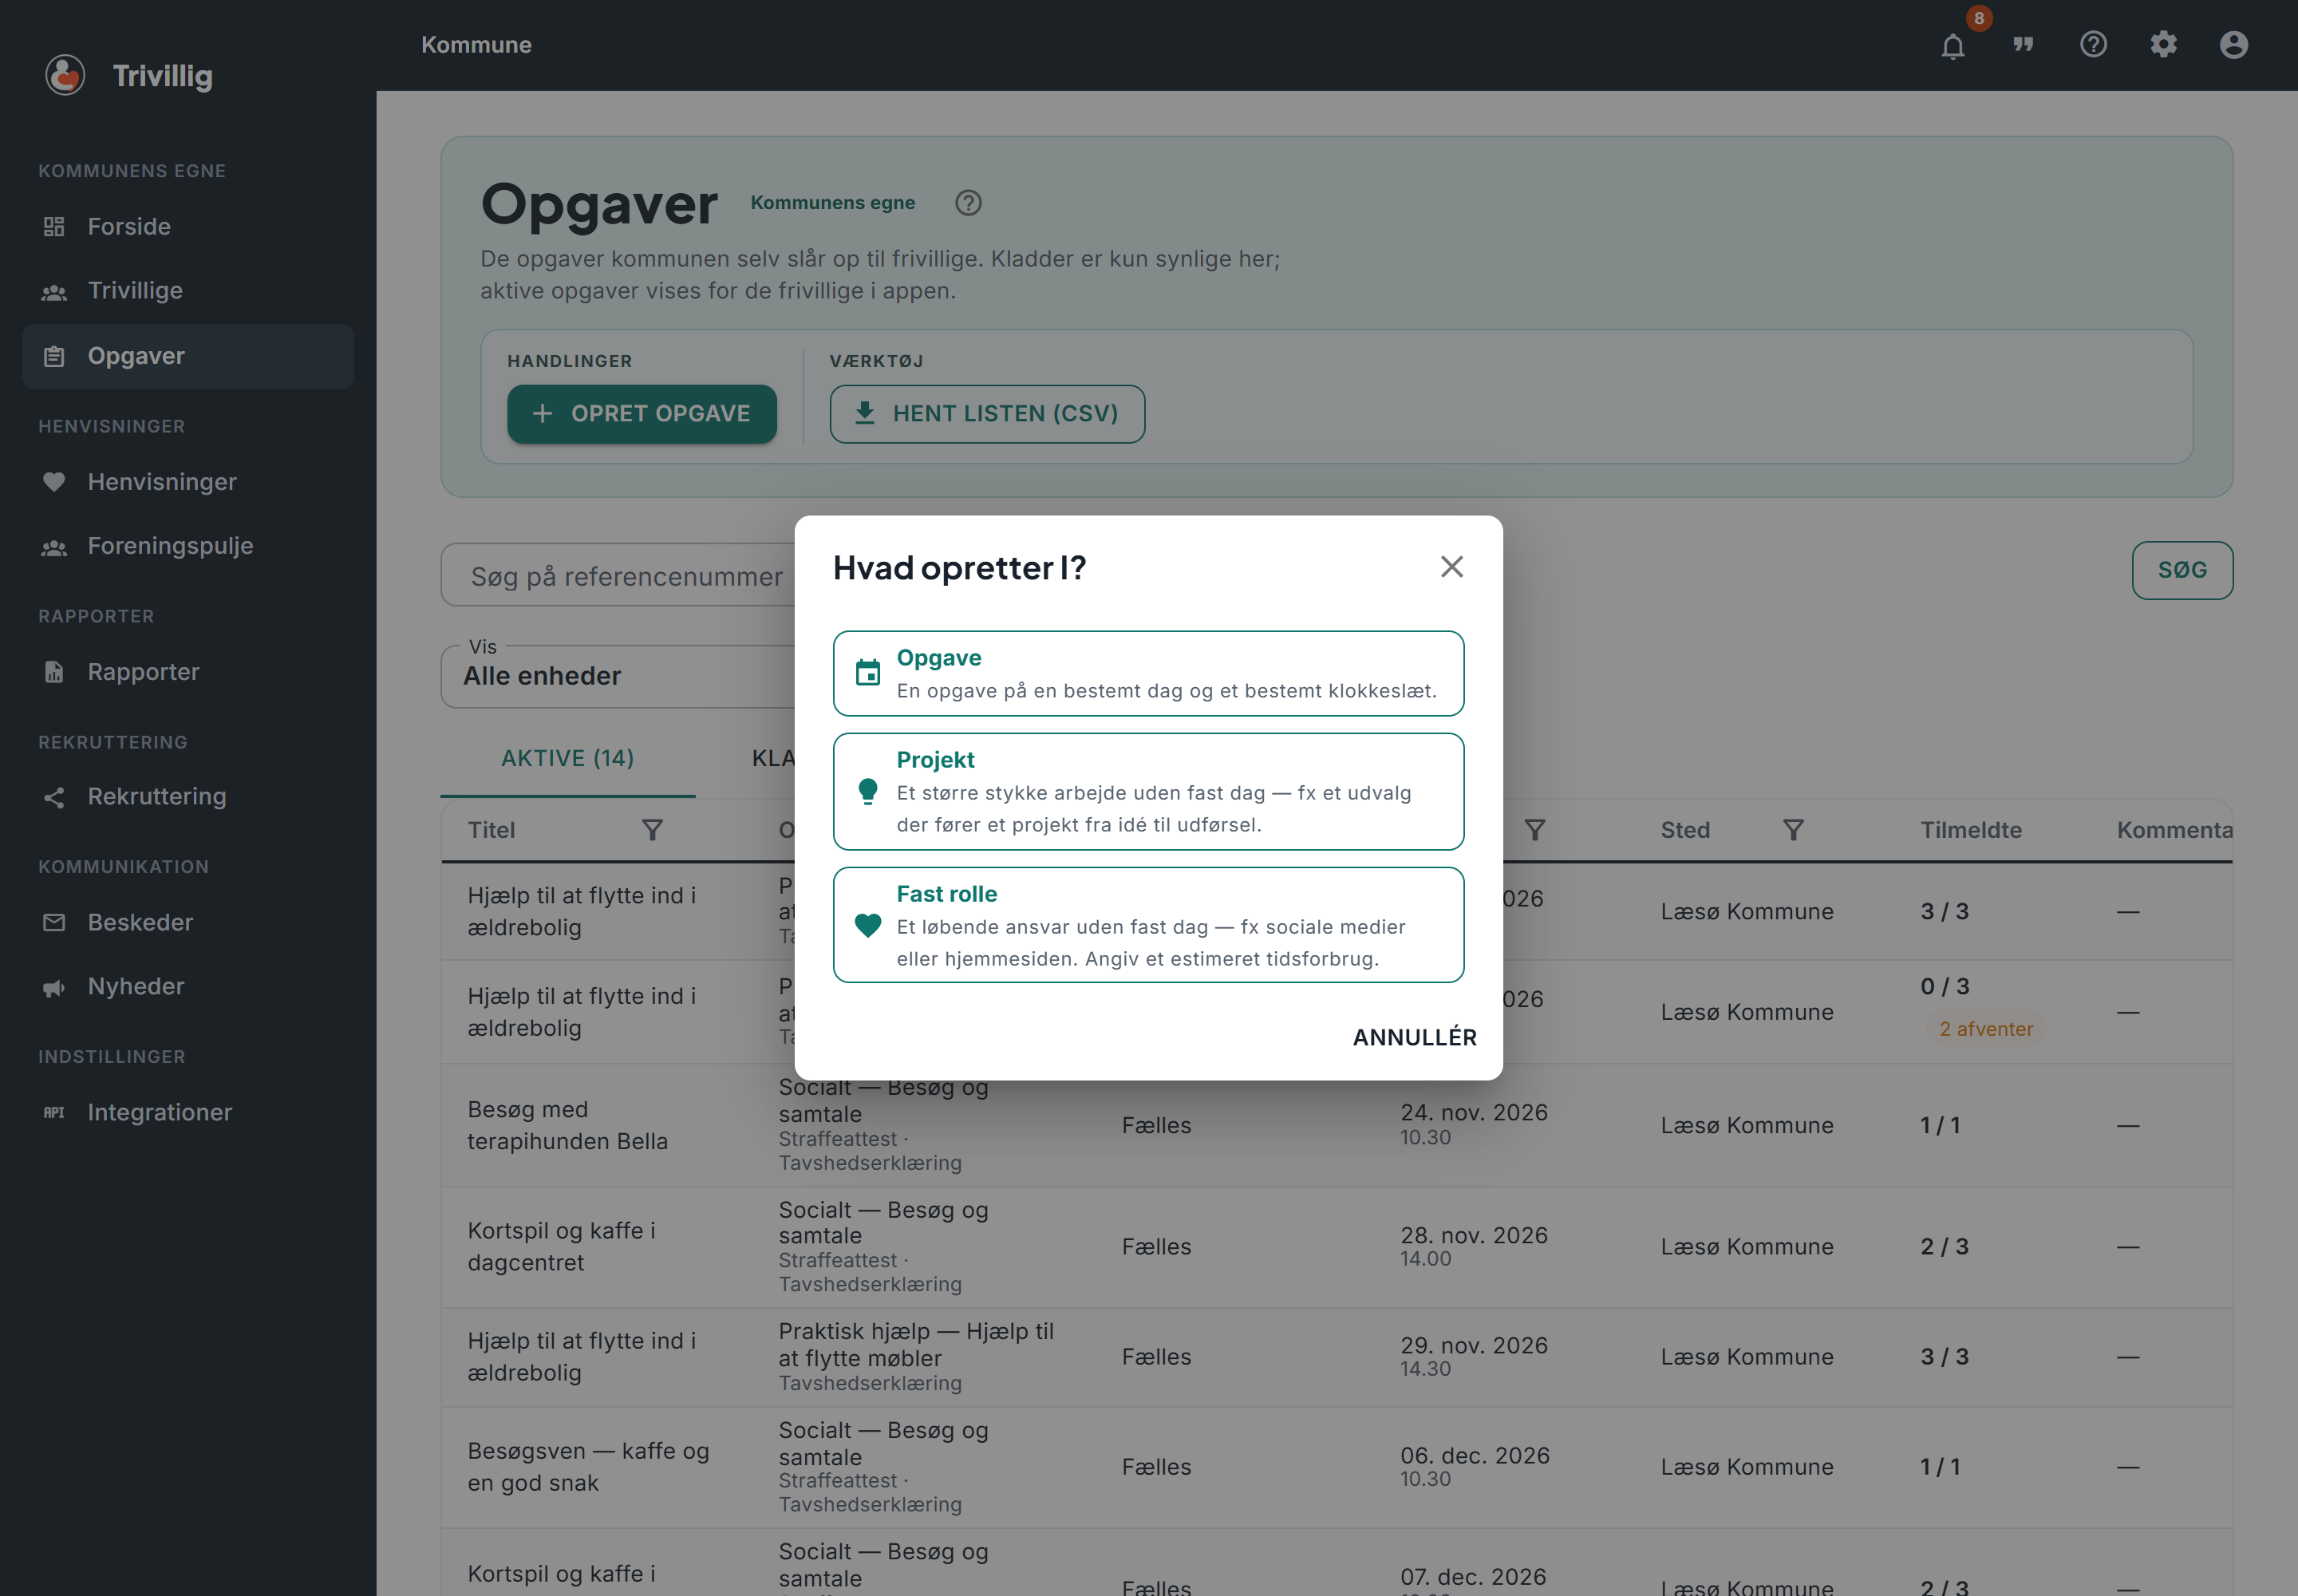 Trivillig
KOMMUNENS EGNE
Forside
Trivillige
Opgaver
HENVISNINGER
Henvisninger
Foreningspulje
RAPPORTER
Rapporter
REKRUTTERING
Rekruttering
KOMMUNIKATION
Beskeder
Nyheder
INDSTILLINGER
API Integrationer
Kommune
8
Opgaver Kommunens egne
De opgaver kommunen selv slår op til frivillige. Kladder er kun synlige her;
aktive opgaver vises for de frivillige i appen.
HANDLINGER
OPRET OPGAVE
VÆRKTØJ
HENT LISTEN (CSV)
Søg på referencenummer
SØG
Vis
Alle enheder
AKTIVE (14)
Hvad opretter I?
Opgave
En opgave på en bestemt dag og et bestemt klokkeslæt.
Projekt
Et større stykke arbejde uden fast dag — fx et udvalg
der fører et projekt fra idé til udførsel.
Fast rolle
Et løbende ansvar uden fast dag — fx sociale medier
eller hjemmesiden. Angiv et estimeret tidsforbrug.
ANNULLÉR
Titel Sted Tilmeldte
Hjælp til at flytte ind i
ældrebolig
Læsø Kommune
3 / 3
—
Hjælp til at flytte ind i
ældrebolig
Læsø Kommune
0 / 3
2 afventer
—
Besøg med
terapihunden Bella
Socialt — Besøg og
samtale
Straffeattest ·
Tavshedserklæring
Fælles
24. nov. 2026
10.30
Læsø Kommune
1 / 1
—
Kortspil og kaffe i
dagcentret
Socialt — Besøg og
samtale
Straffeattest ·
Tavshedserklæring
Fælles
28. nov. 2026
14.00
Læsø Kommune
2 / 3
—
Hjælp til at flytte ind i
ældrebolig
Praktisk hjælp — Hjælp til
at flytte møbler
Tavshedserklæring
Fælles
29. nov. 2026
14.30
Læsø Kommune
3 / 3
—
Besøgsven — kaffe og
en god snak
Socialt — Besøg og
samtale
Straffeattest ·
Tavshedserklæring
Fælles
06. dec. 2026
10.30
Læsø Kommune
1 / 1
—
Kortspil og kaffe i
Socialt — Besøg og
samtale
Fælles
07. dec. 2026
Læsø Kommune
2 / 3
—